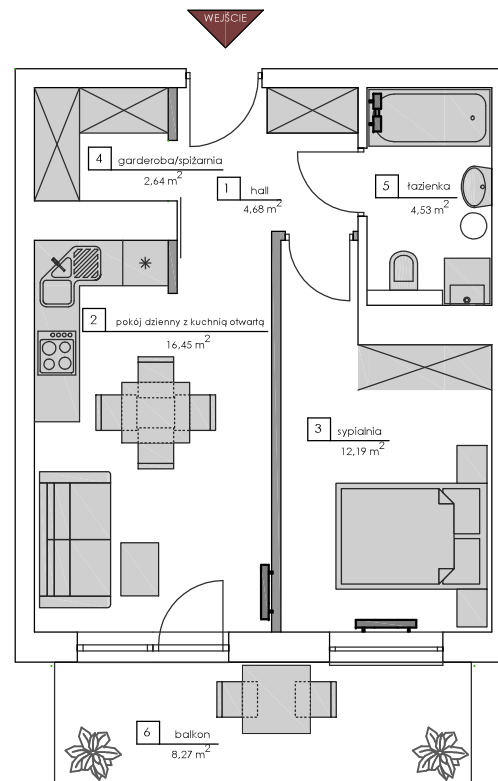 WEJŚCIE
4 garderoba/spiżarnia
2,64 m²
1 hall
4,68 m²
5 łazienka
4,53 m²
2 pokój dzienny z kuchnią otwartą
16,45 m²
3 sypialnia
12,19 m²
6 balkon
8,27 m²